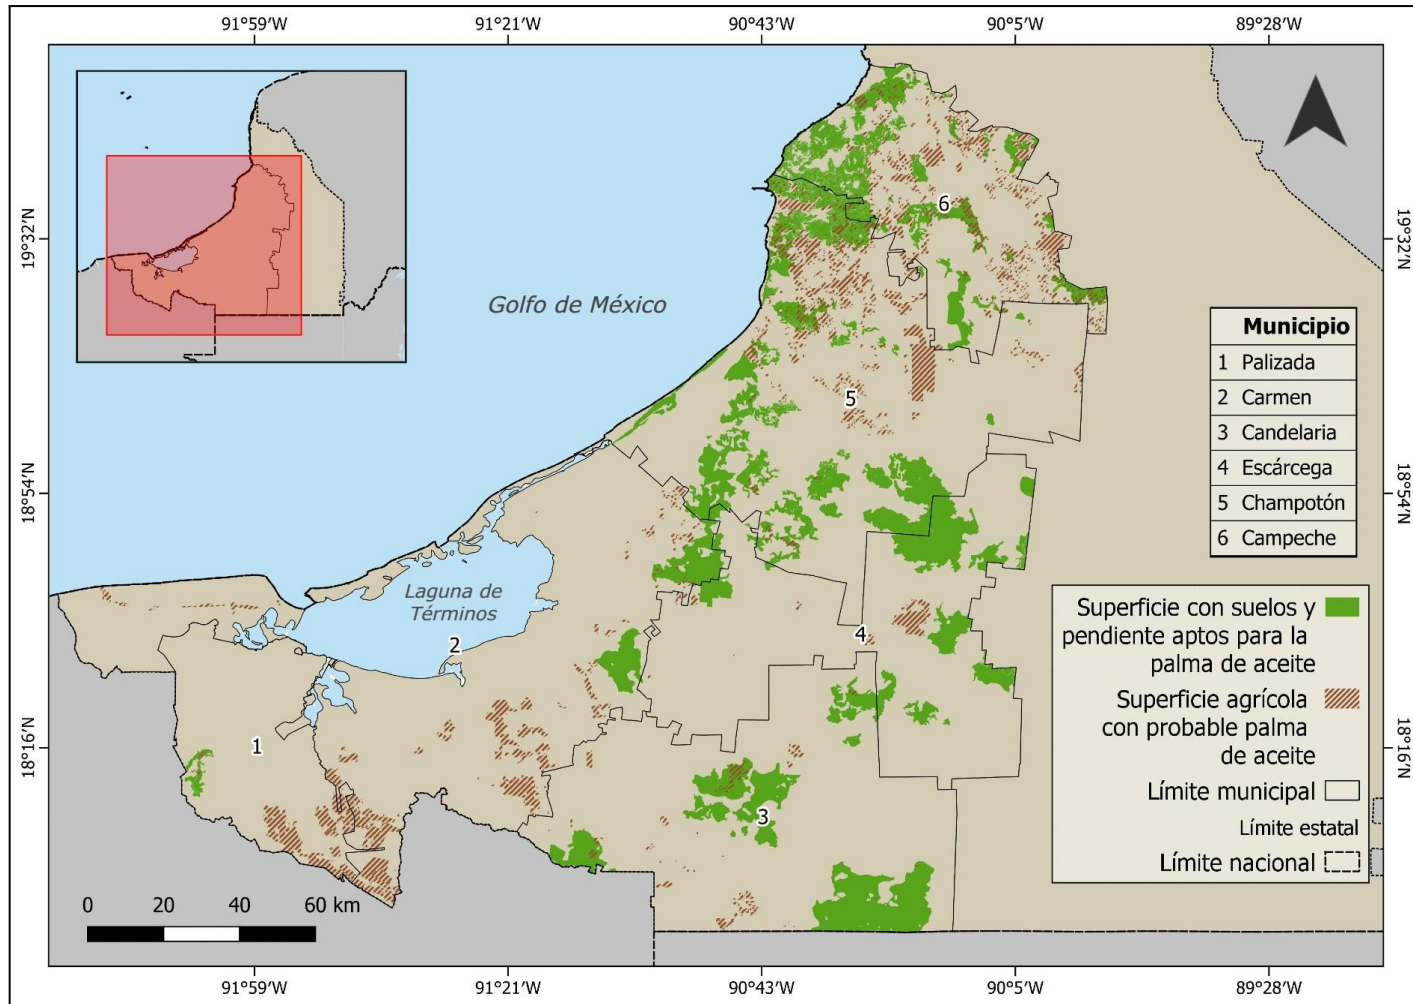 91°59'W
91°21'W
90°43'W
90°5'W
89°28'W
19°32'N
19°32'N
Golfo de México
6
Municipio
1 Palizada
2 Carmen
3 Candelaria
4 Escárcega
5 Champotón
6 Campeche
5
18°54'N
18°54'N
Laguna de
Términos
2
4
Superficie con suelos y
pendiente aptos para la
palma de aceite
Superficie agrícola
con probable palma
de aceite
Límite municipal
Límite estatal
Límite nacional
18°16'N
18°16'N
1
3
0 20 40 60 km
91°59'W
91°21'W
90°43'W
90°5'W
89°28'W